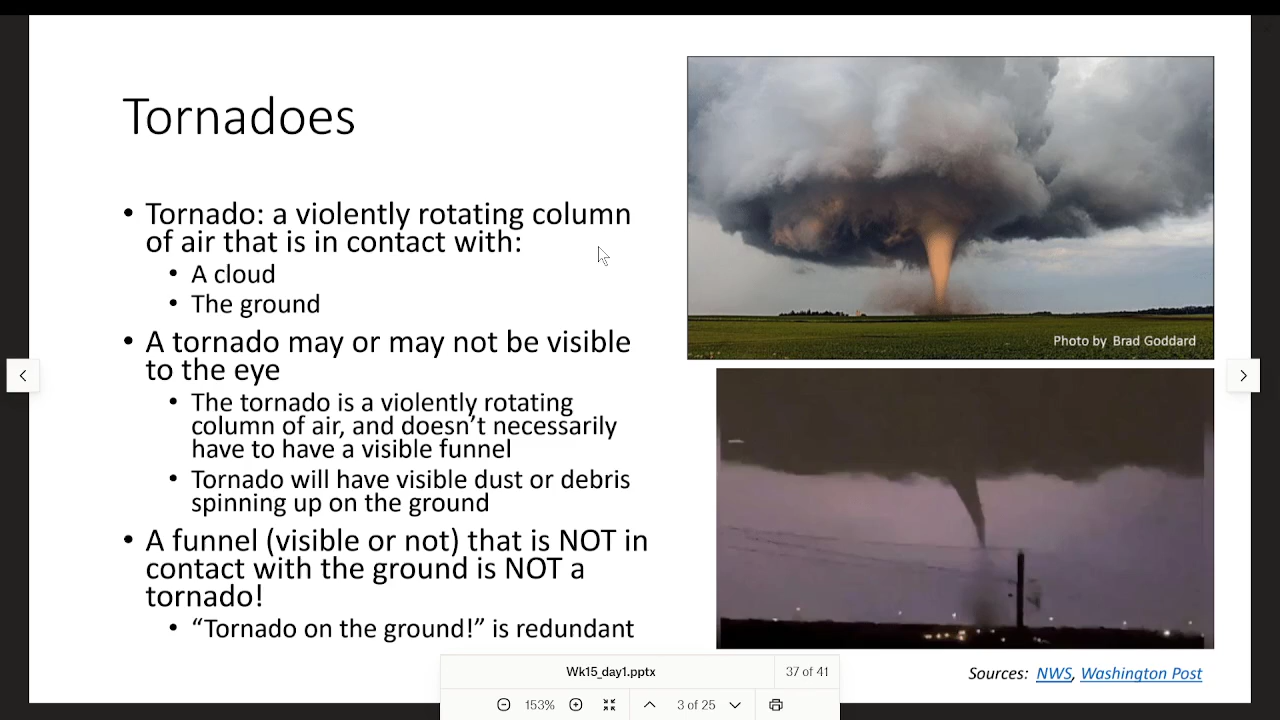 Tornadoes
• Tornado: a violently rotating column
of air that is in contact with:
• A cloud
• The ground
• A tornado may or may not be visible
to the eye
• The tornado is a violently rotating
column of air, and doesn’t necessarily
have to have a visible funnel
• Tornado will have visible dust or debris
spinning up on the ground
• A funnel (visible or not) that is NOT in
contact with the ground is NOT a
tornado!
• “Tornado on the ground!” is redundant
Photo by Brad Goddard
Sources: NWS, Washington Post
Wk15_day1.pptx 37 of 41
153% 3 of 25